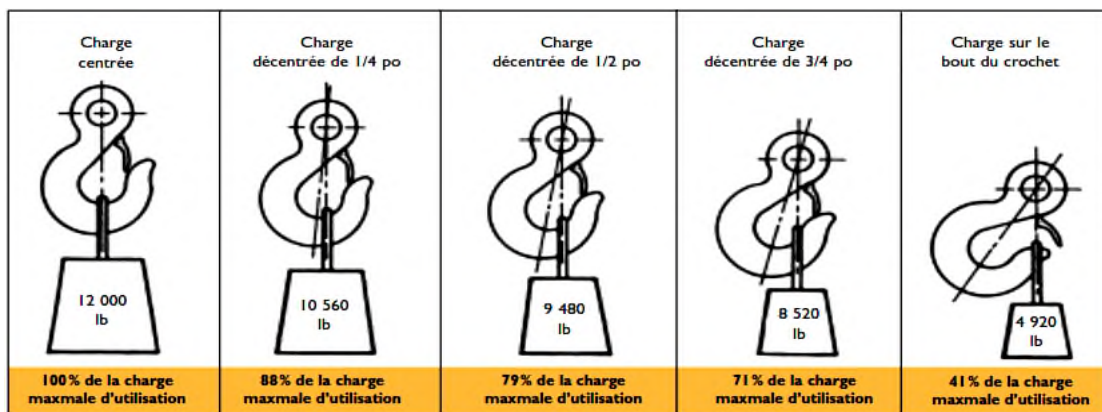 Charge
centrée
12 000
lb
100% de la charge
maxmale d'utilisation
Charge
décentrée de 1/4 po
10 560
lb
88% de la charge
maxmale d'utilisation
Charge
décentrée de 1/2 po
9 480
lb
79% de la charge
maxmale d'utilisation
Charge
décentrée de 3/4 po
8 520
lb
71% de la charge
maxmale d'utilisation
Charge sur le
bout du crochet
4 920
lb
41% de la charge
maxmale d'utilisation